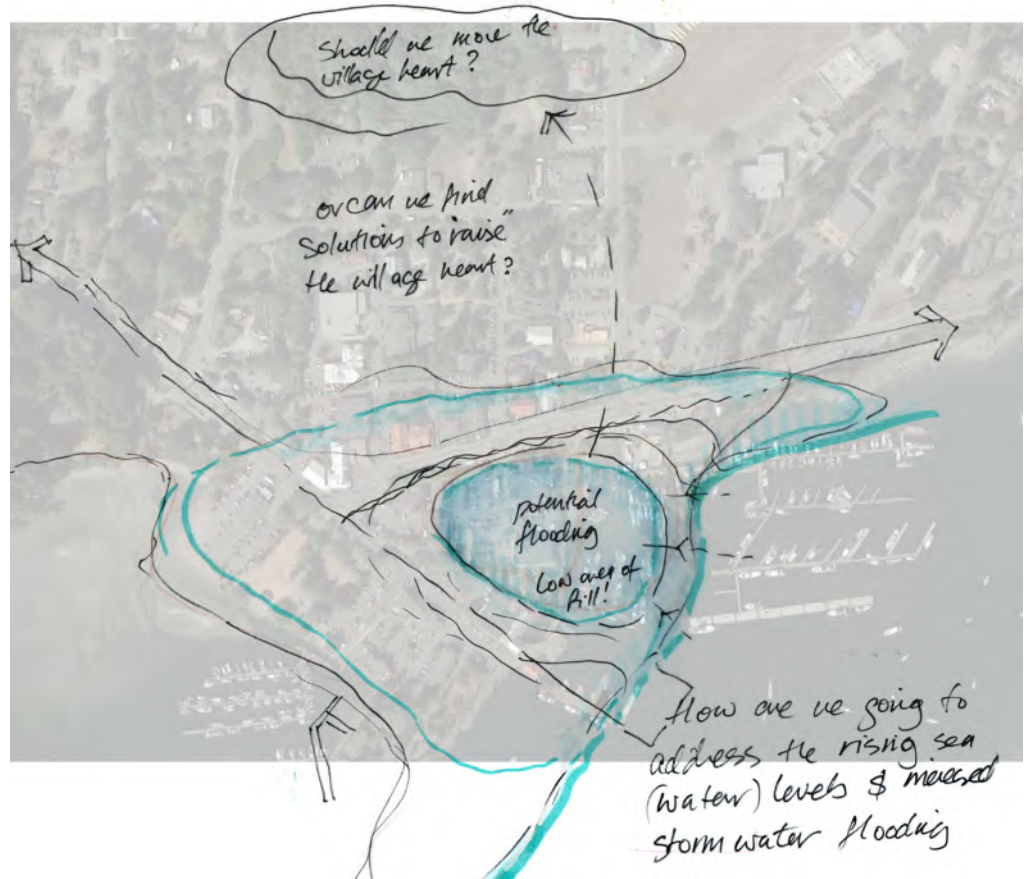 Should we move the
village heart?
or can we find
solutions to "raise"
the village heart?
potential
flooding
Low area of
fill!
How are we going to
address the rising sea
(water) levels & increased
storm water flooding